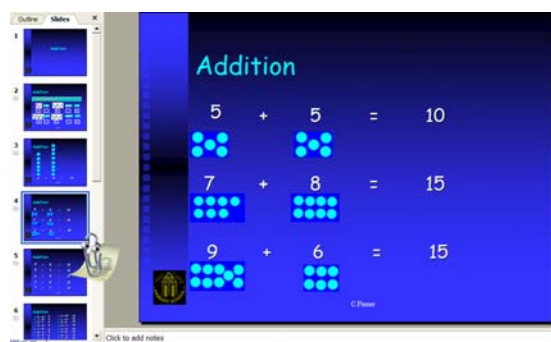 Outline Slides x
1
Addition
2
3
4
5
6
Addition
5 + 5 = 10
7 + 8 = 15
9 + 6 = 15
Click to add notes